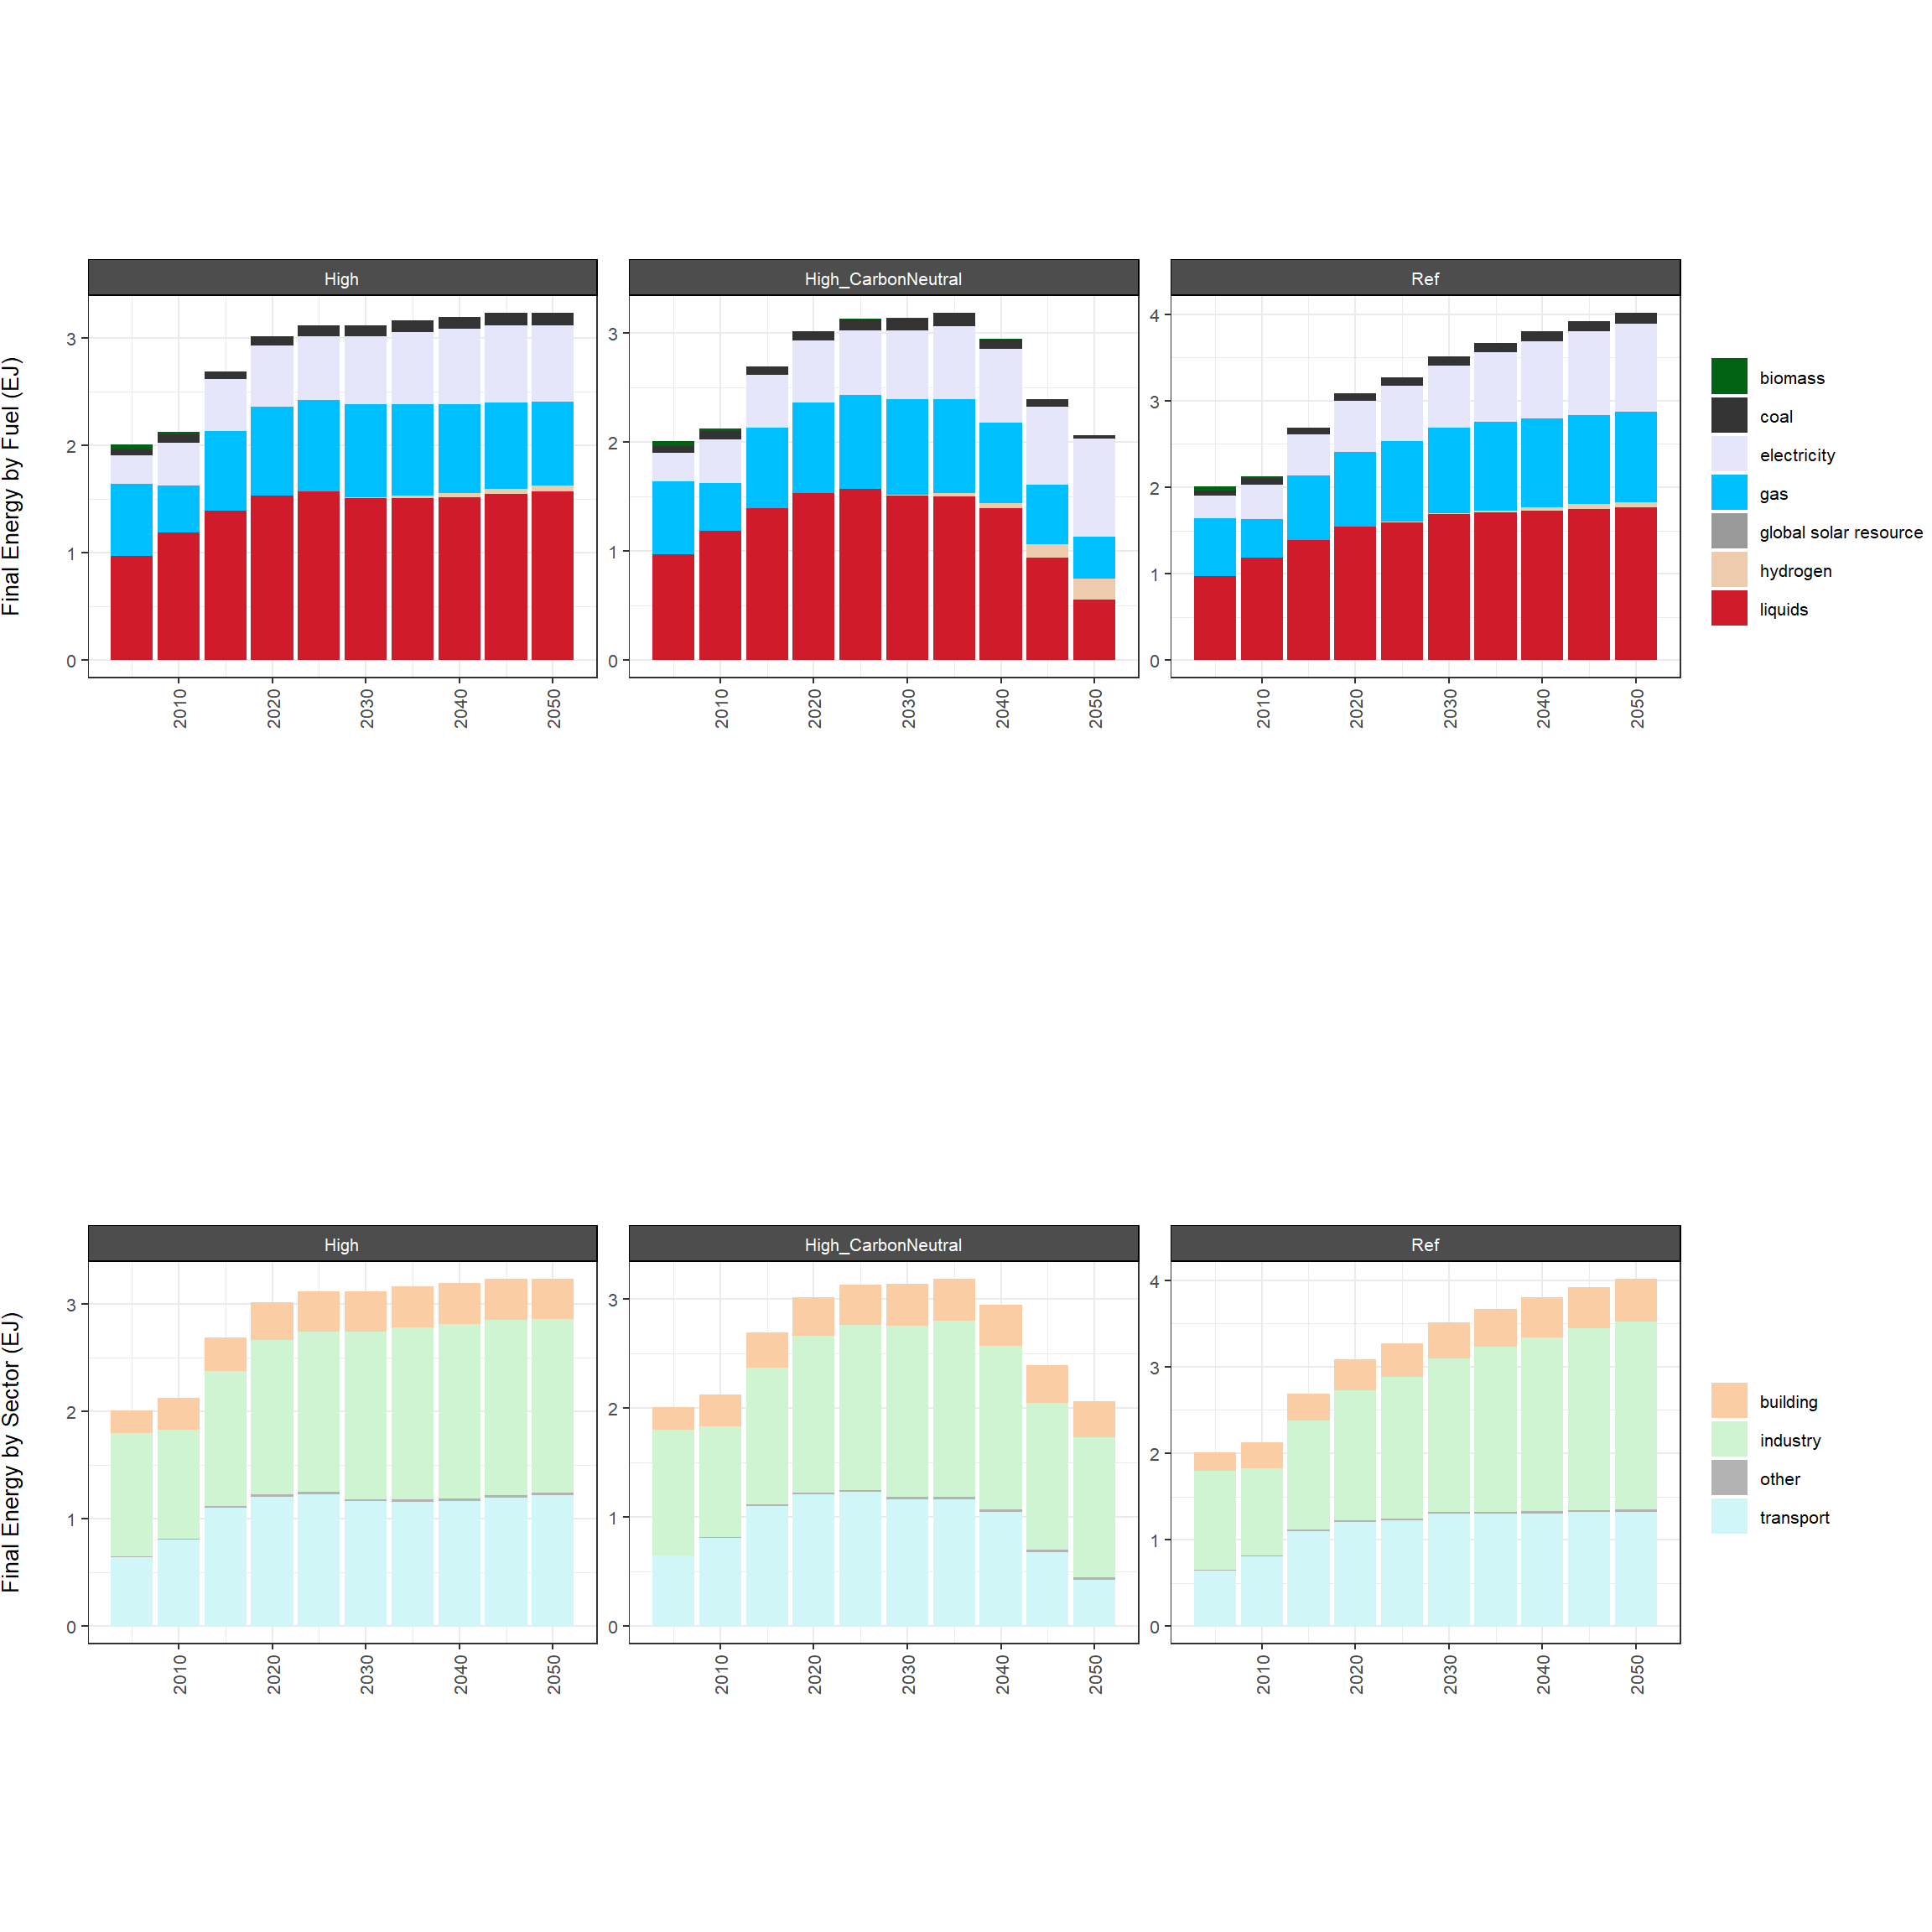 High High_CarbonNeutral Ref
Final Energy by Fuel (EJ)
3
2
1
0
3
2
1
0
4
3
2
1
0
2010 2020 2030 2040 2050
2010 2020 2030 2040 2050
2010 2020 2030 2040 2050
biomass
coal
electricity
gas
global solar resource
hydrogen
liquids
High High_CarbonNeutral Ref
Final Energy by Sector (EJ)
3
2
1
0
3
2
1
0
4
3
2
1
0
2010 2020 2030 2040 2050
2010 2020 2030 2040 2050
2010 2020 2030 2040 2050
building
industry
other
transport